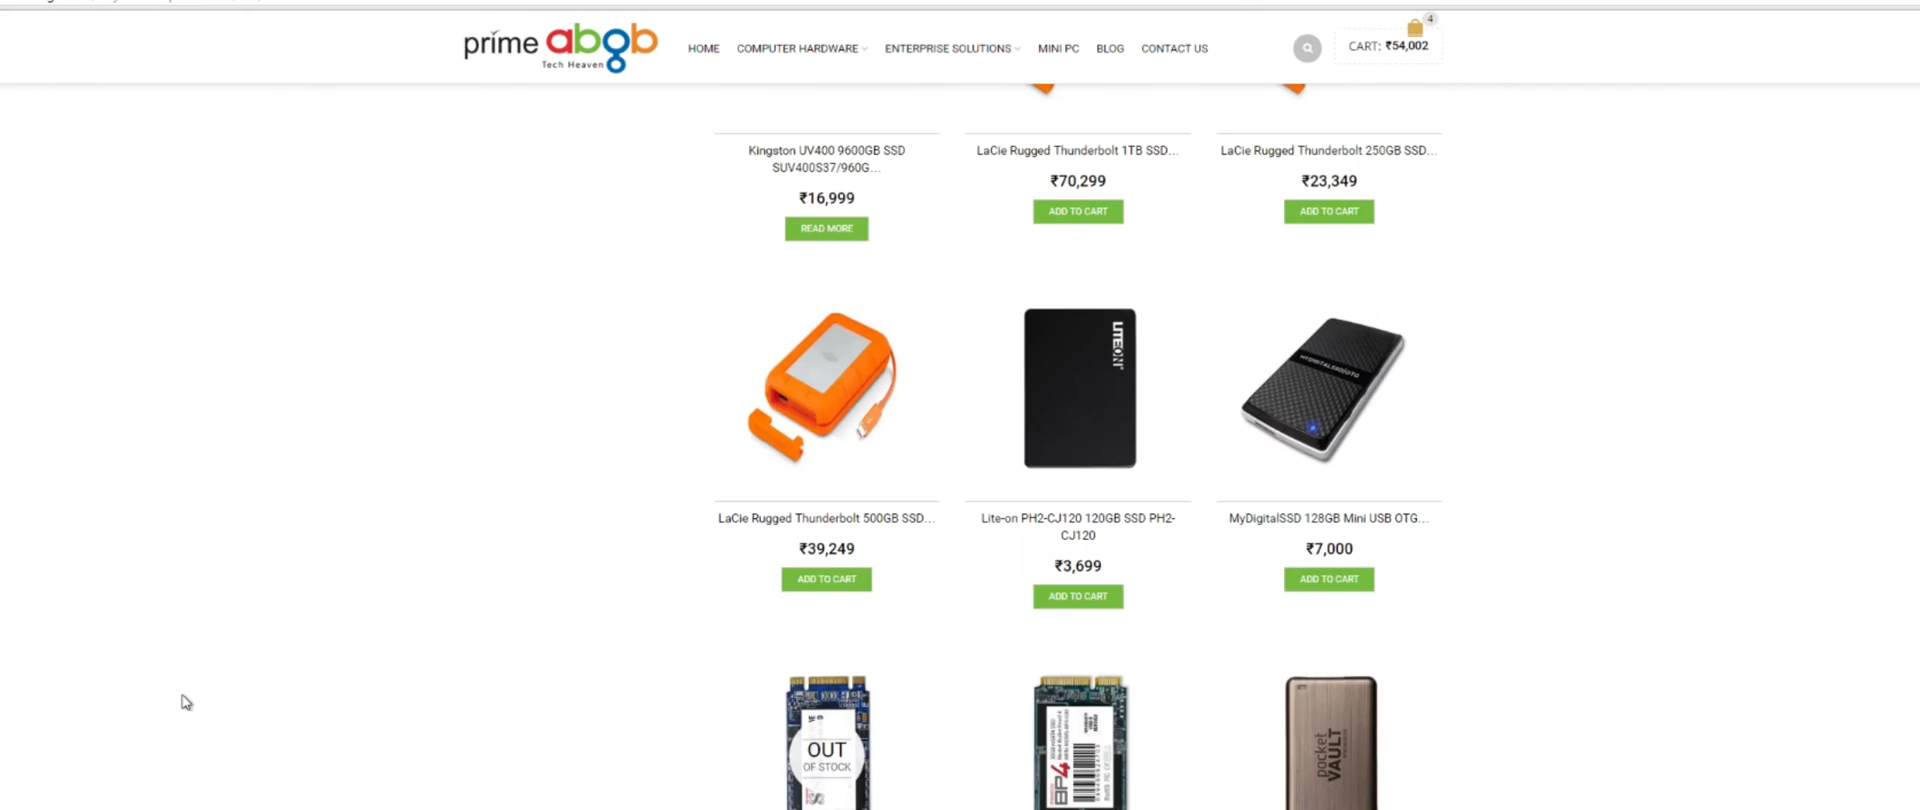 prime abgb
Tech Heaven
HOME
COMPUTER HARDWARE
ENTERPRISE SOLUTIONS
MINI PC
BLOG
CONTACT US
4
CART: ₹54,002
Kingston UV400 9600GB SSD
SUV400S37/960G...
₹16,999
READ MORE
LaCie Rugged Thunderbolt 1TB SSD...
₹70,299
ADD TO CART
LaCie Rugged Thunderbolt 250GB SSD...
₹23,349
ADD TO CART
LITEON
MYDIGITALSSD OTG
LaCie Rugged Thunderbolt 500GB SSD...
₹39,249
ADD TO CART
Lite-on PH2-CJ120 120GB SSD PH2-
CJ120
₹3,699
ADD TO CART
MyDigitalSSD 128GB Mini USB OTG...
₹7,000
ADD TO CART
OUT
OF STOCK
BP4
pocket
VAULT